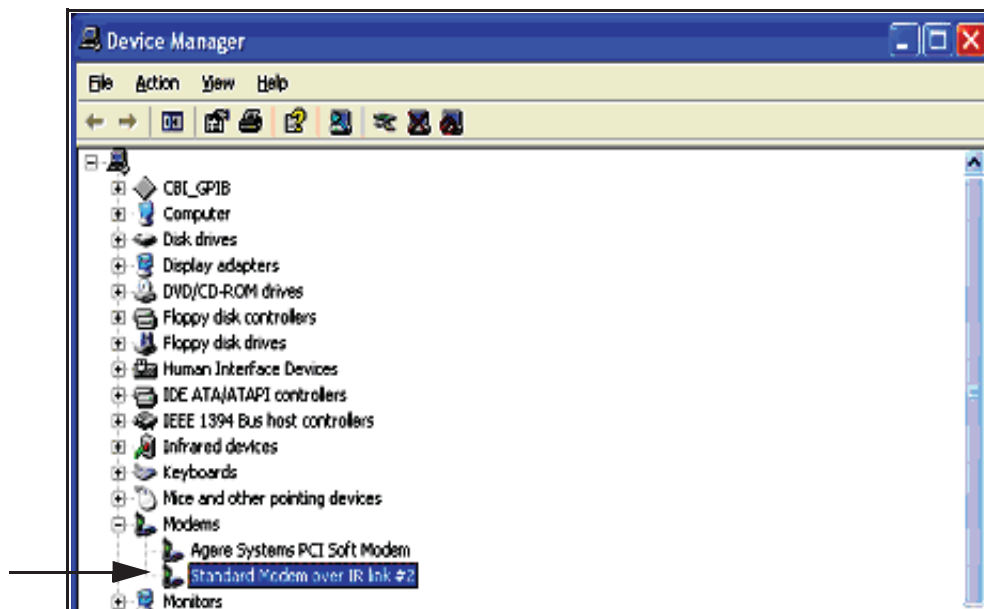 Device Manager
File Action View Help
CBI_GPIB
Computer
Disk drives
Display adapters
DVD/CD-ROM drives
Floppy disk controllers
Floppy disk drives
Human Interface Devices
IDE ATA/ATAPI controllers
IEEE 1394 Bus host controllers
Infrared devices
Keyboards
Mice and other pointing devices
Modems
Agere Systems PCI Soft Modem
Standard Modem over IR link #2
Monitors